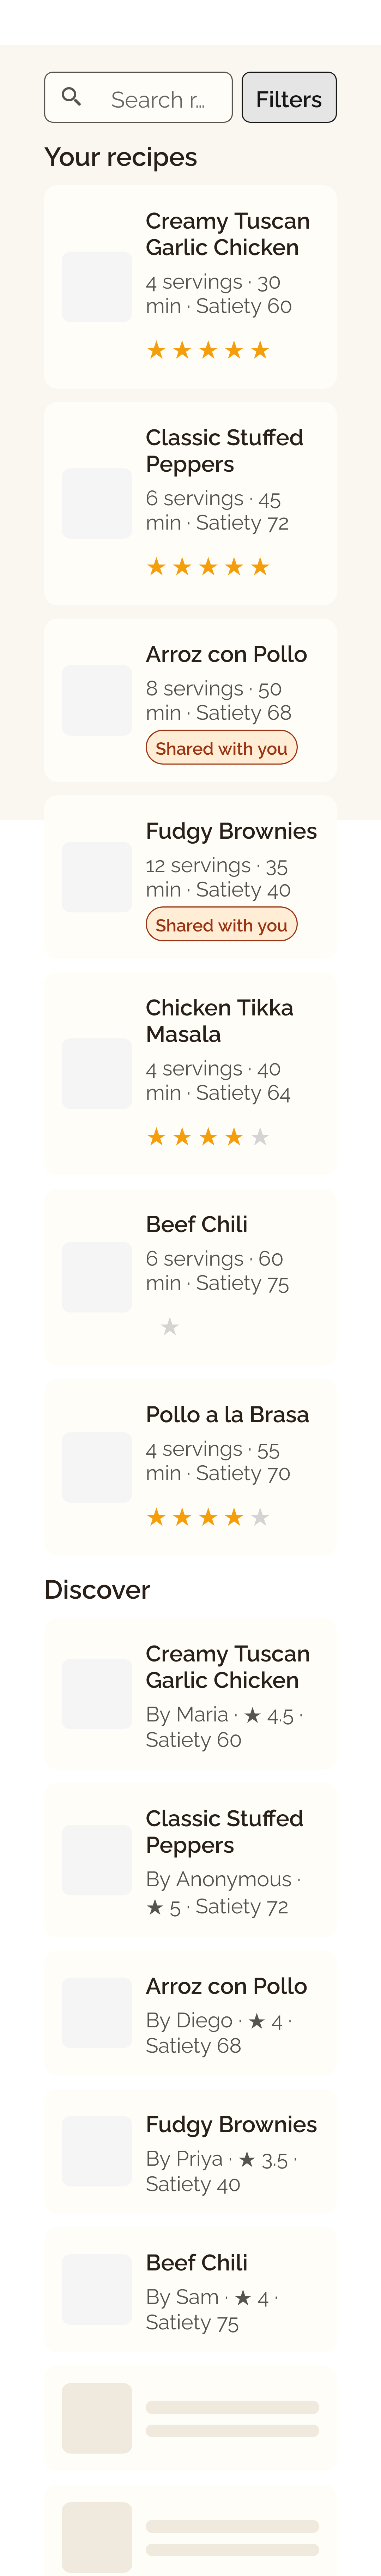 Search r...
Filters
Your recipes
Creamy Tuscan
Garlic Chicken
4 servings · 30
min · Satiety 60
★ ★ ★ ★ ★
Classic Stuffed
Peppers
6 servings · 45
min · Satiety 72
★ ★ ★ ★ ★
Arroz con Pollo
8 servings · 50
min · Satiety 68
Shared with you
Fudgy Brownies
12 servings · 35
min · Satiety 40
Shared with you
Chicken Tikka
Masala
4 servings · 40
min · Satiety 64
★ ★ ★ ★ ★
Beef Chili
6 servings · 60
min · Satiety 75
★
Pollo a la Brasa
4 servings · 55
min · Satiety 70
★ ★ ★ ★ ★
Discover
Creamy Tuscan
Garlic Chicken
By Maria · ★ 4.5 ·
Satiety 60
Classic Stuffed
Peppers
By Anonymous ·
★ 5 · Satiety 72
Arroz con Pollo
By Diego · ★ 4 ·
Satiety 68
Fudgy Brownies
By Priya · ★ 3.5 ·
Satiety 40
Beef Chili
By Sam · ★ 4 ·
Satiety 75